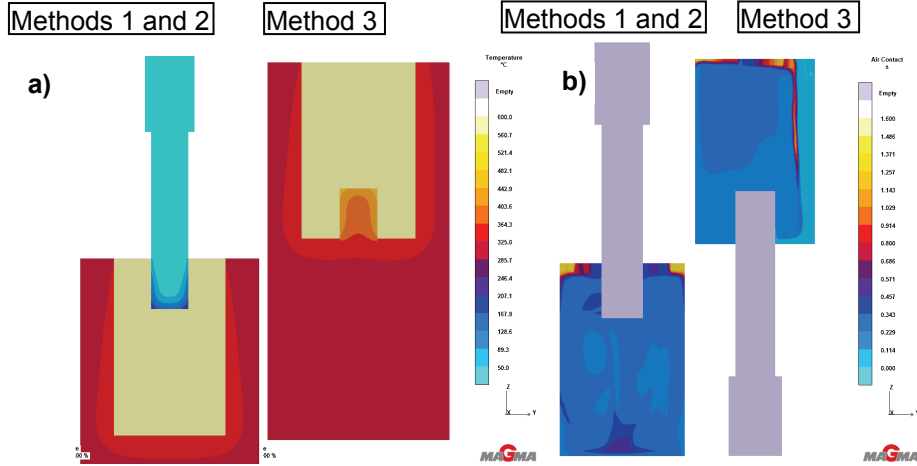 Methods 1 and 2
Method 3
Methods 1 and 2
Method 3
a)
Temperature
°C
Empty
600.0
560.7
521.4
482.1
442.9
403.6
364.3
325.0
285.7
246.4
207.1
167.9
128.6
89.3
50.0
Z
X
Y
MAGMA
e
.00 %
e
00 %
b)
Air Contact
s
Empty
1.600
1.486
1.371
1.257
1.143
1.029
0.914
0.800
0.686
0.571
0.457
0.343
0.229
0.114
0.000
Z
X
Y
MAGMA